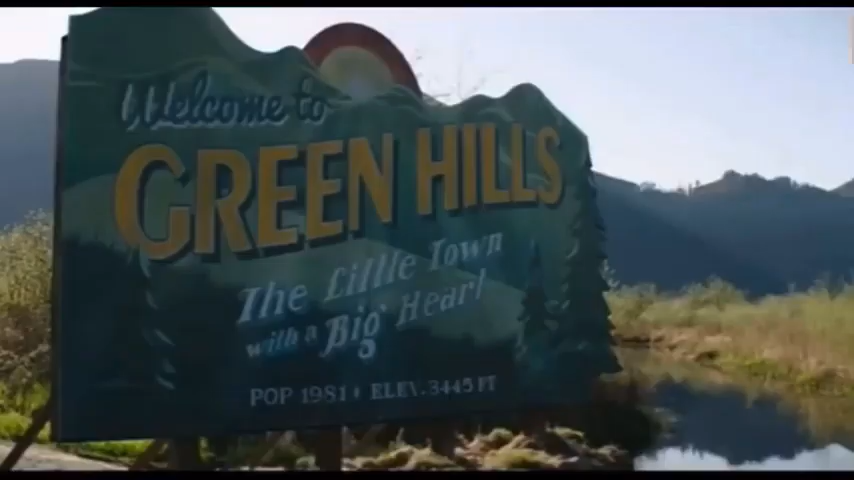 Welcome to
GREEN HILLS
The Little Town
with a Big Heart
POP 1981 • ELEV. 3445 FT